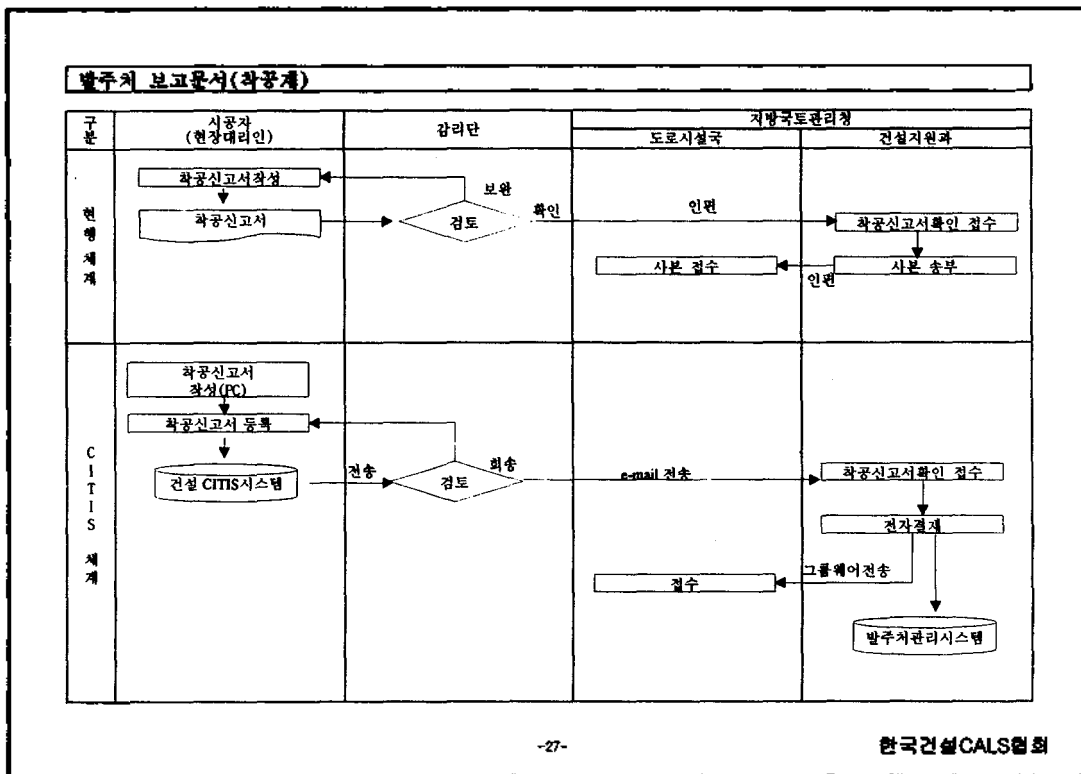 발주처 보고문서(착공계)
구분
시공자
(현장대리인)
감리단
지방국토관리청
도로시설국
건설지원과
현행 체계
착공신고서작성
착공신고서
보완
검토
확인
인편
착공신고서확인 접수
사본 접수
인편
사본 송부
CITIS 체계
착공신고서
작성(PC)
착공신고서 등록
건설 CITIS시스템
전송
회송
검토
e-mail 전송
착공신고서확인 접수
전자결재
그룹웨어전송
접수
발주처관리시스템
-27-
한국건설CALS협회